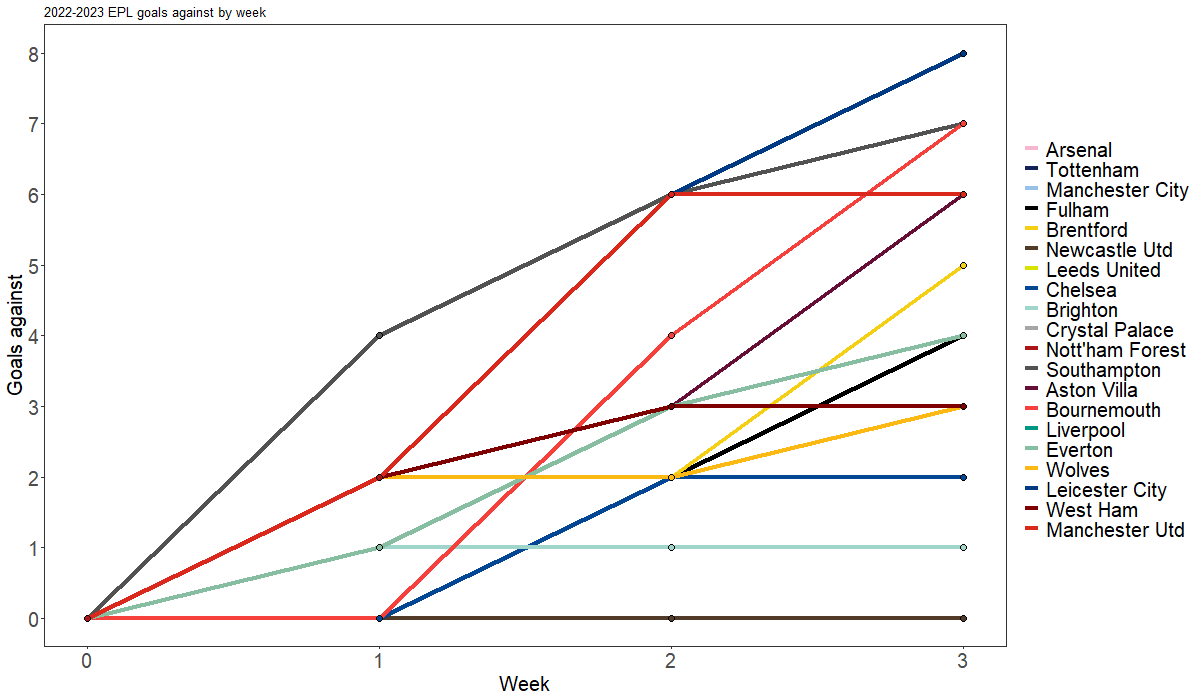 2022-2023 EPL goals against by week
Goals against
8
7
6
5
4
3
2
1
0
0 1 2 3
Week
Arsenal
Tottenham
Manchester City
Fulham
Brentford
Newcastle Utd
Leeds United
Chelsea
Brighton
Crystal Palace
Nott'ham Forest
Southampton
Aston Villa
Bournemouth
Liverpool
Everton
Wolves
Leicester City
West Ham
Manchester Utd